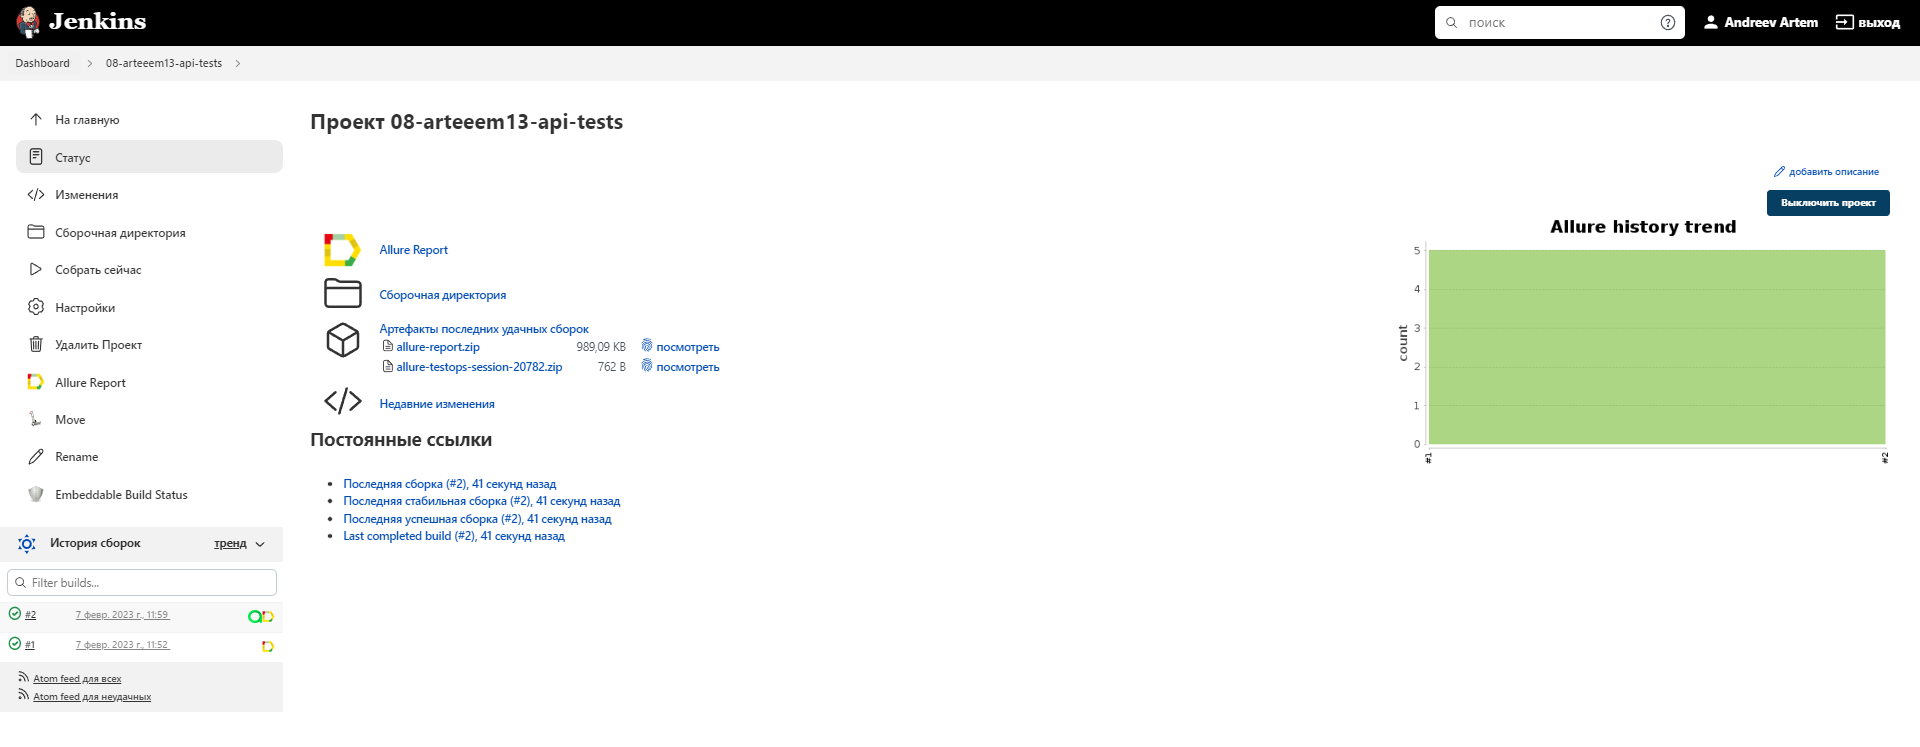 Jenkins
поиск
Andreev Artem
выход
Dashboard
08-arteeem13-api-tests
На главную
Статус
Изменения
Сборочная директория
Собрать сейчас
Настройки
Удалить Проект
Allure Report
Move
Rename
Embeddable Build Status
История сборок
тренд
Filter builds...
#2 7 февр. 2023 г., 11:59
#1 7 февр. 2023 г., 11:52
Atom feed для всех
Atom feed для неудачных
Проект 08-arteeem13-api-tests
добавить описание
Выключить проект
Allure Report
Сборочная директория
Артефакты последних удачных сборок
allure-report.zip 989,09 KB посмотреть
allure-testops-session-20782.zip 762 B посмотреть
Недавние изменения
Постоянные ссылки
Последняя сборка (#2), 41 секунд назад
Последняя стабильная сборка (#2), 41 секунд назад
Последняя успешная сборка (#2), 41 секунд назад
Last completed build (#2), 41 секунд назад
Allure history trend
count
5
4
3
2
1
0
#1
#2